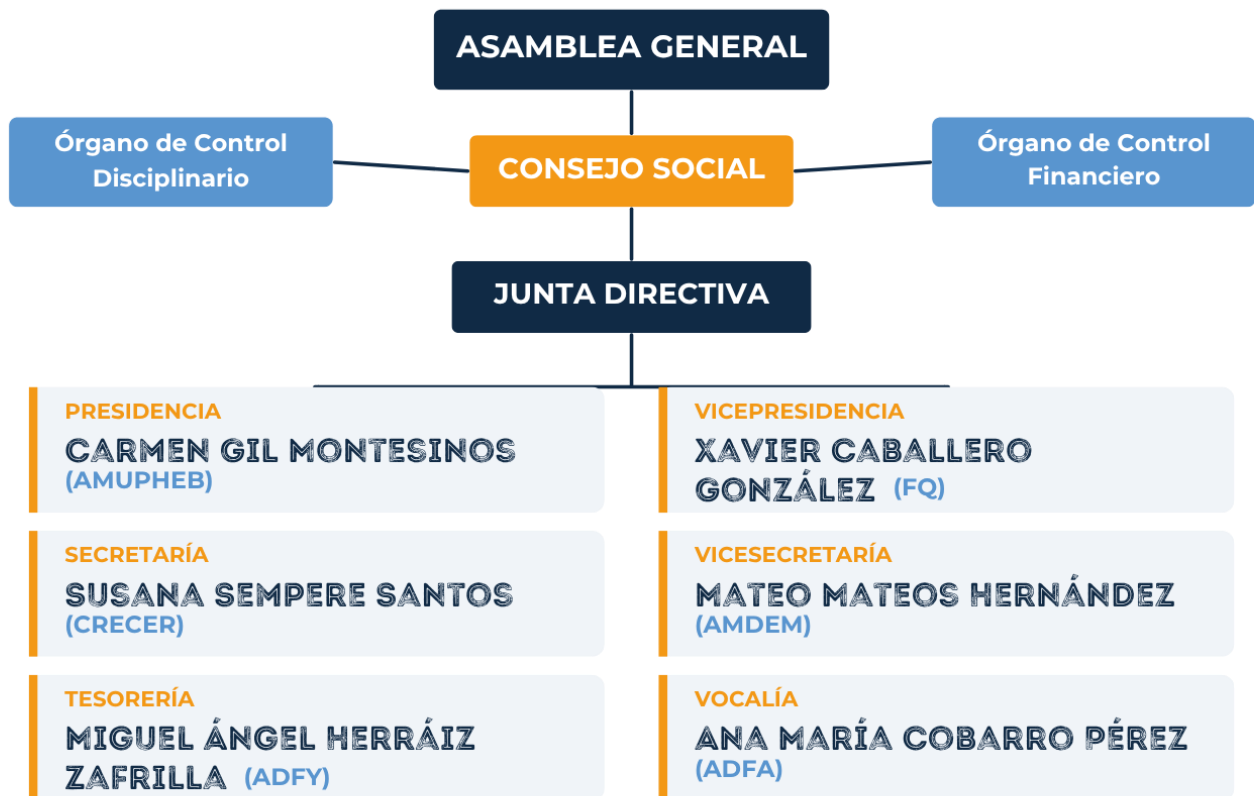 ASAMBLEA GENERAL
Órgano de Control
Disciplinario
CONSEJO SOCIAL
Órgano de Control
Financiero
JUNTA DIRECTIVA
PRESIDENCIA
CARMEN GIL MONTESINOS
(AMUPHEB)
VICEPRESIDENCIA
XAVIER CABALLERO
GONZÁLEZ (FQ)
SECRETARÍA
SUSANA SEMPERE SANTOS
(CRECER)
VICESECRETARÍA
MATEO MATEOS HERNÁNDEZ
(AMDEM)
TESORERÍA
MIGUEL ÁNGEL HERRÁIZ
ZAFRILLA (ADFY)
VOCALÍA
ANA MARÍA COBARRO PÉREZ
(ADFA)